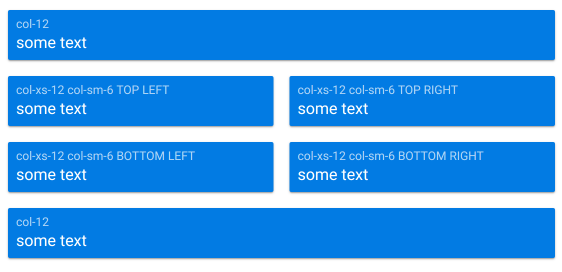 col-12
some text
col-xs-12 col-sm-6 TOP LEFT
some text
col-xs-12 col-sm-6 TOP RIGHT
some text
col-xs-12 col-sm-6 BOTTOM LEFT
some text
col-xs-12 col-sm-6 BOTTOM RIGHT
some text
col-12
some text